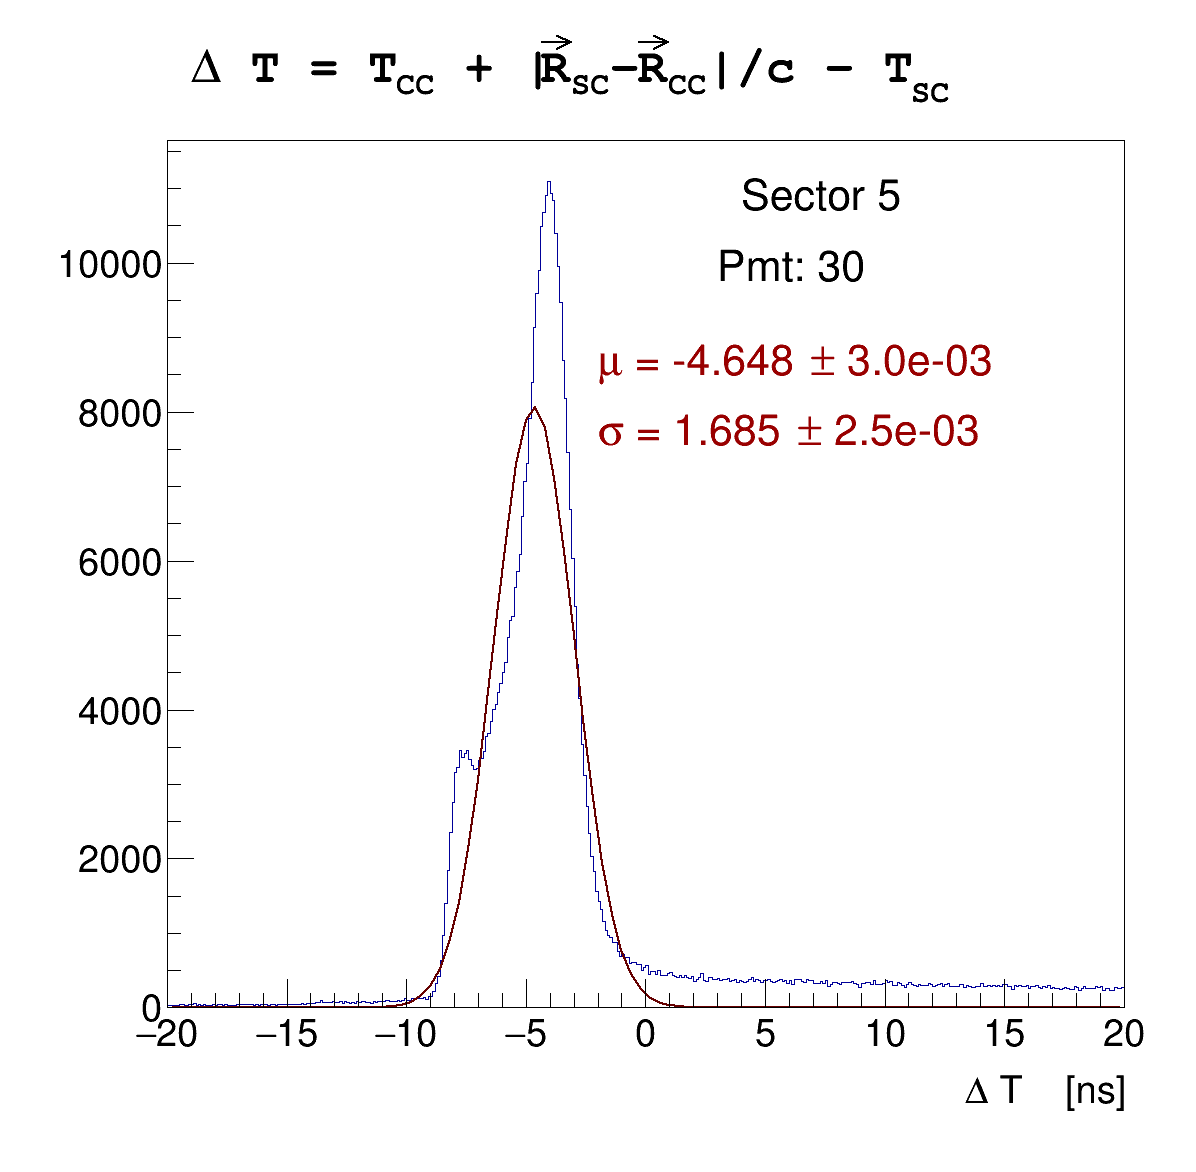 Δ T = T_CC + |R⃗_SC-R⃗_CC|/c - T_SC
Sector 5
Pmt: 30
μ = -4.648 ± 3.0e-03
σ = 1.685 ± 2.5e-03
10000
8000
6000
4000
2000
0
−20 −15 −10 −5 0 5 10 15 20
Δ T [ns]